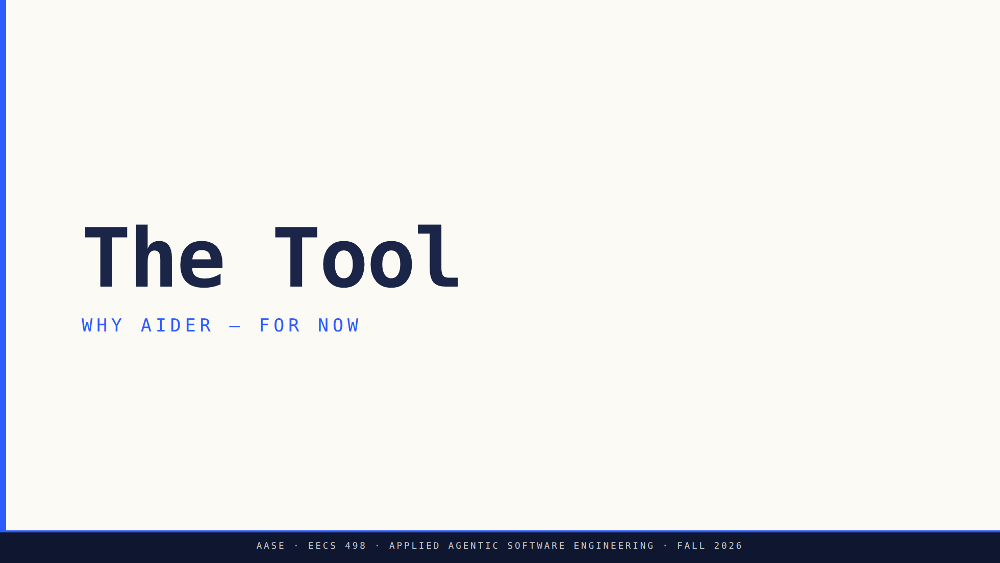 The Tool
WHY AIDER — FOR NOW
AASE · EECS 498 · APPLIED AGENTIC SOFTWARE ENGINEERING · FALL 2026